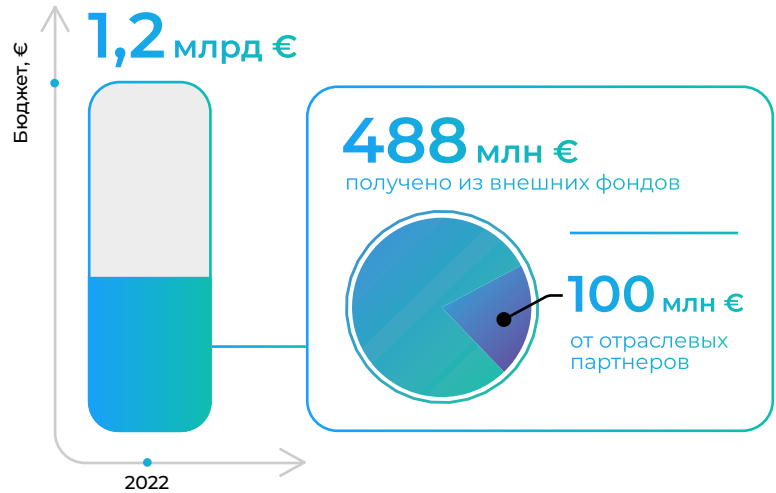 Бюджет, €
1,2 млрд €
488 млн €
получено из внешних фондов
100 млн €
от отраслевых
партнеров
2022